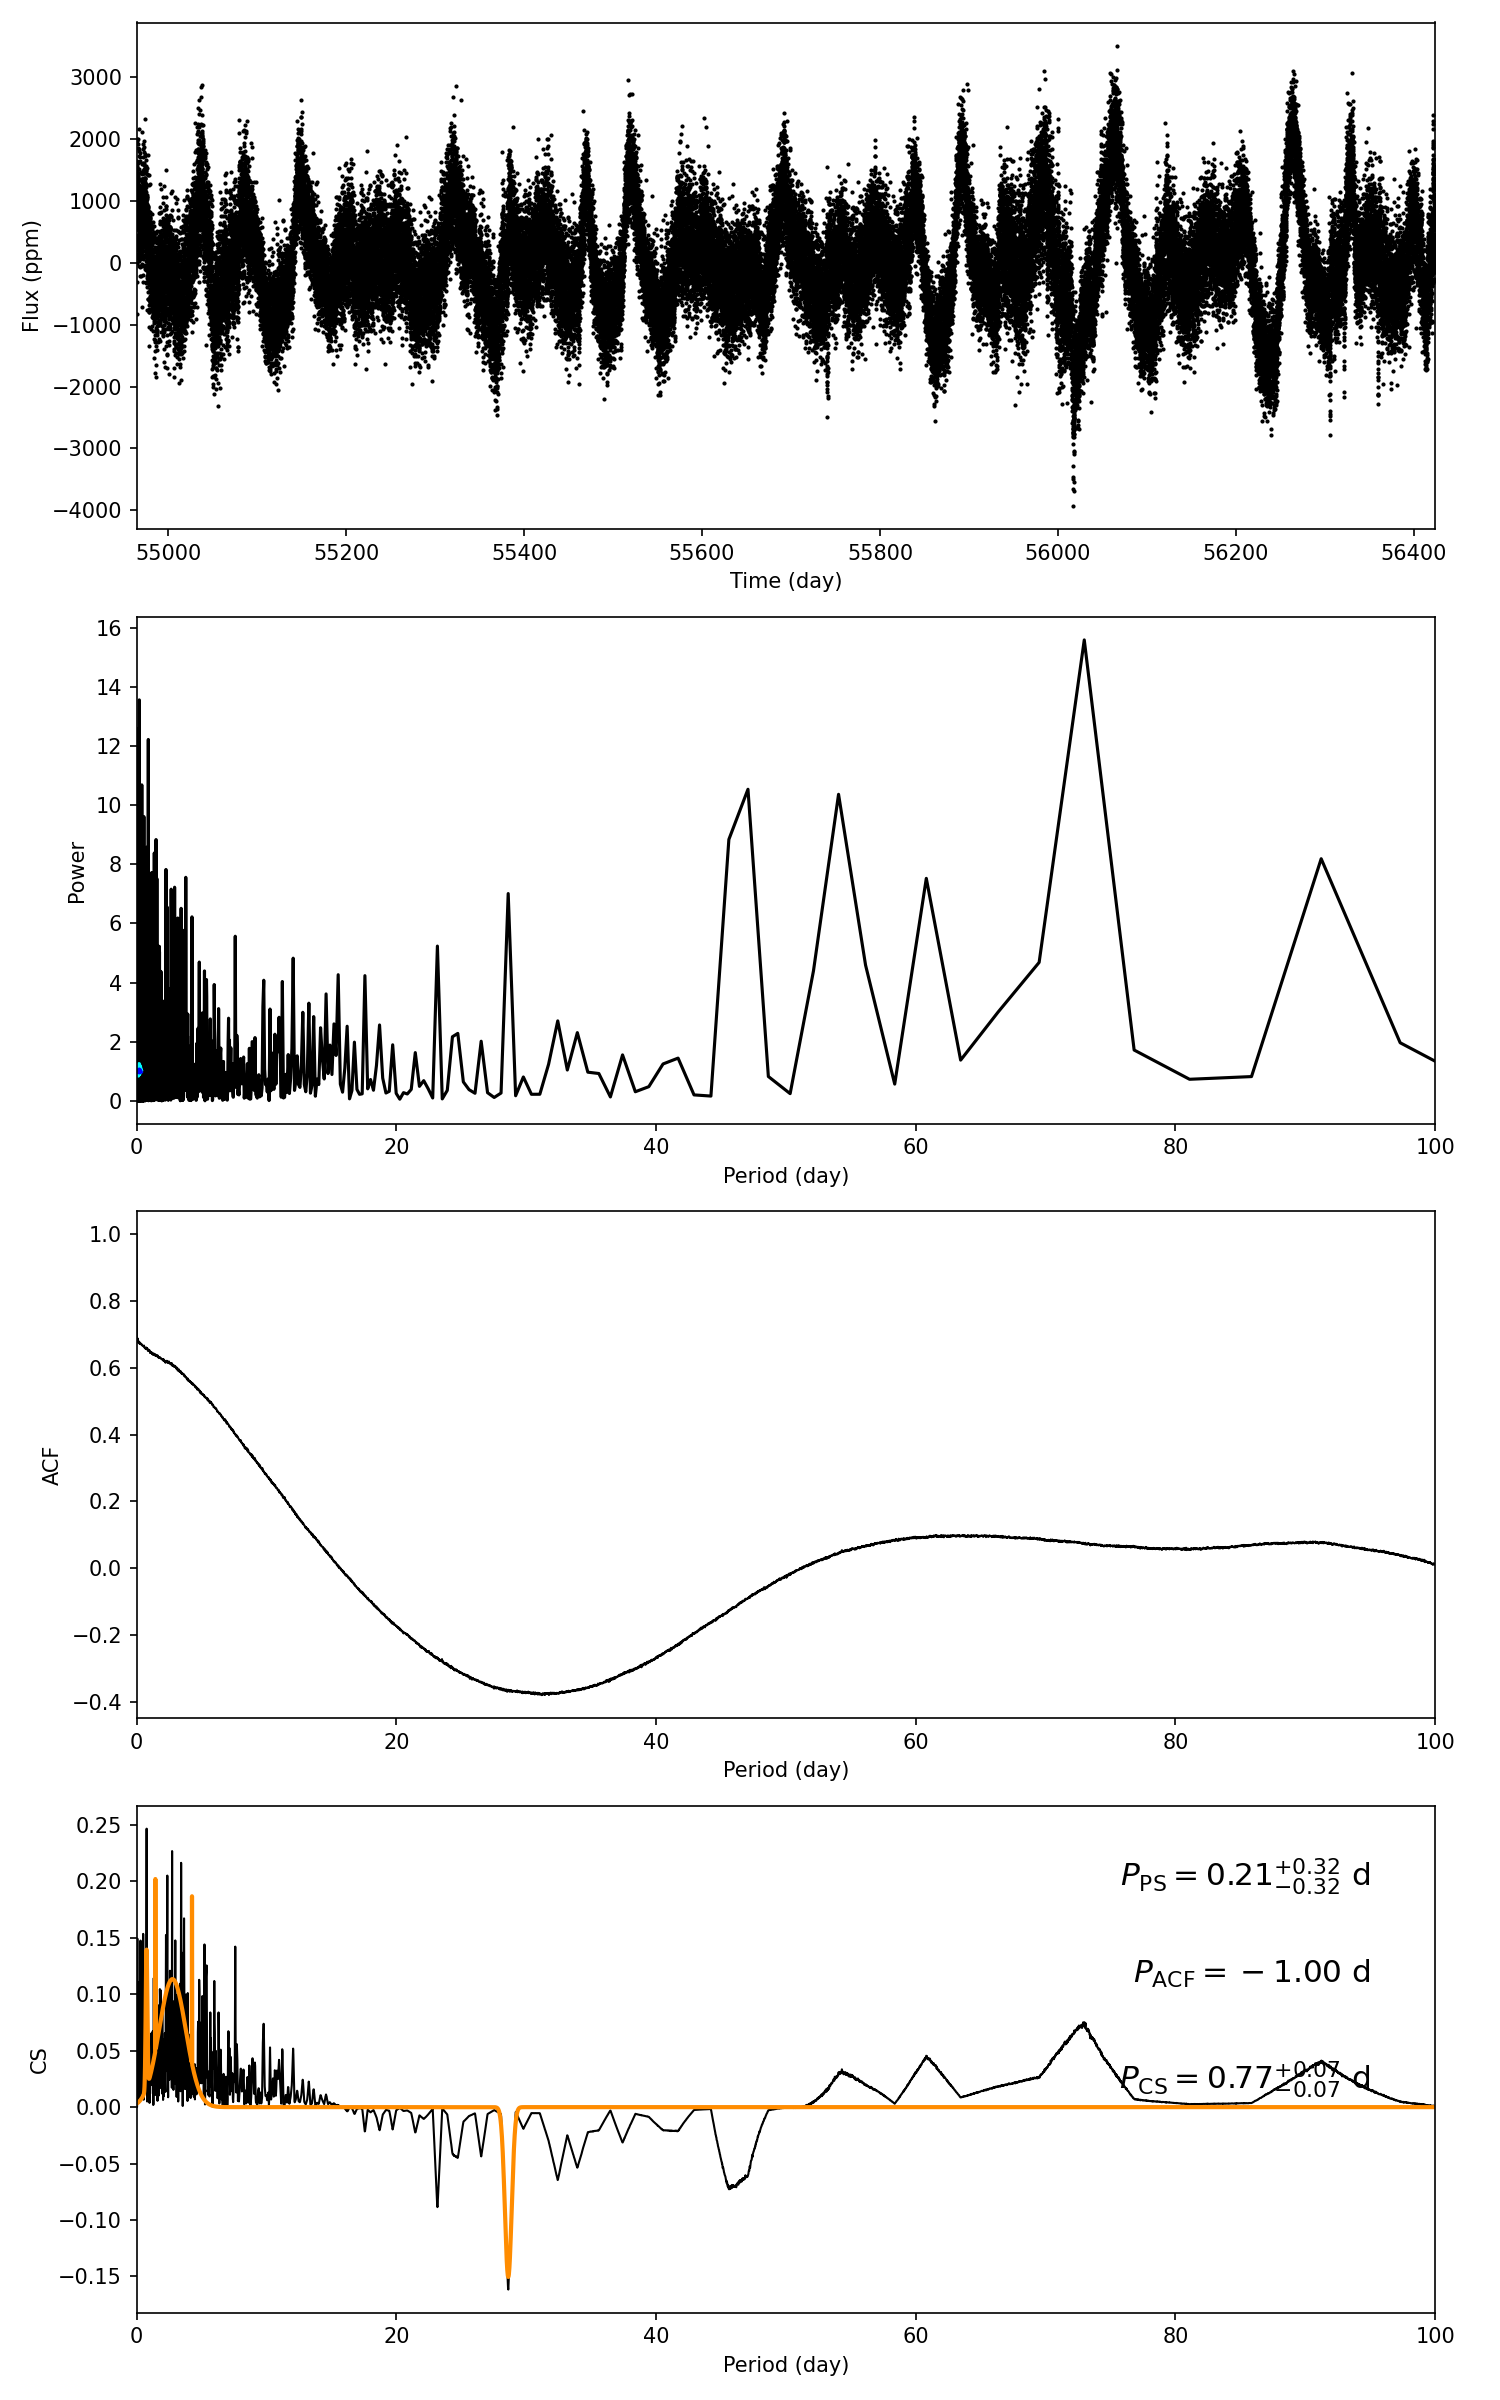 3000
2000
1000
0
−1000
−2000
−3000
−4000
Flux (ppm)
55000 55200 55400 55600 55800 56000 56200 56400
Time (day)
16
14
12
10
8
6
4
2
0
Power
0 20 40 60 80 100
Period (day)
1.0
0.8
0.6
0.4
0.2
0.0
−0.2
−0.4
ACF
0 20 40 60 80 100
Period (day)
0.25
0.20
0.15
0.10
0.05
0.00
−0.05
−0.10
−0.15
CS
P_PS = 0.21^{+0.32}_{−0.32} d
P_ACF = −1.00 d
P_CS = 0.77^{+0.07}_{−0.07} d
0 20 40 60 80 100
Period (day)